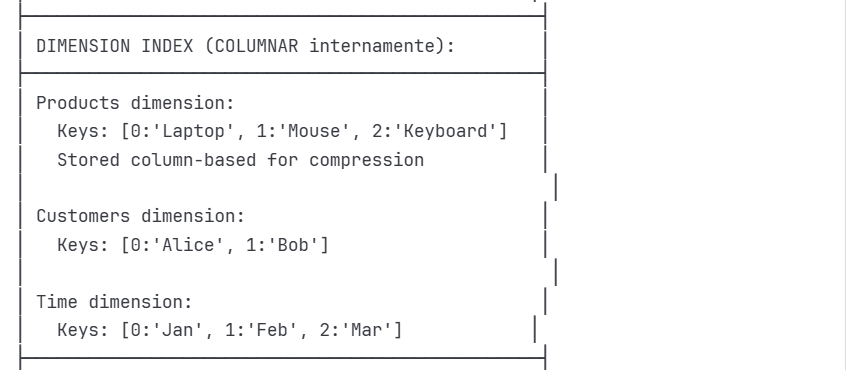 DIMENSION INDEX (COLUMNAR internamente):
Products dimension:
Keys: [0:'Laptop', 1:'Mouse', 2:'Keyboard']
Stored column-based for compression
Customers dimension:
Keys: [0:'Alice', 1:'Bob']
Time dimension:
Keys: [0:'Jan', 1:'Feb', 2:'Mar']